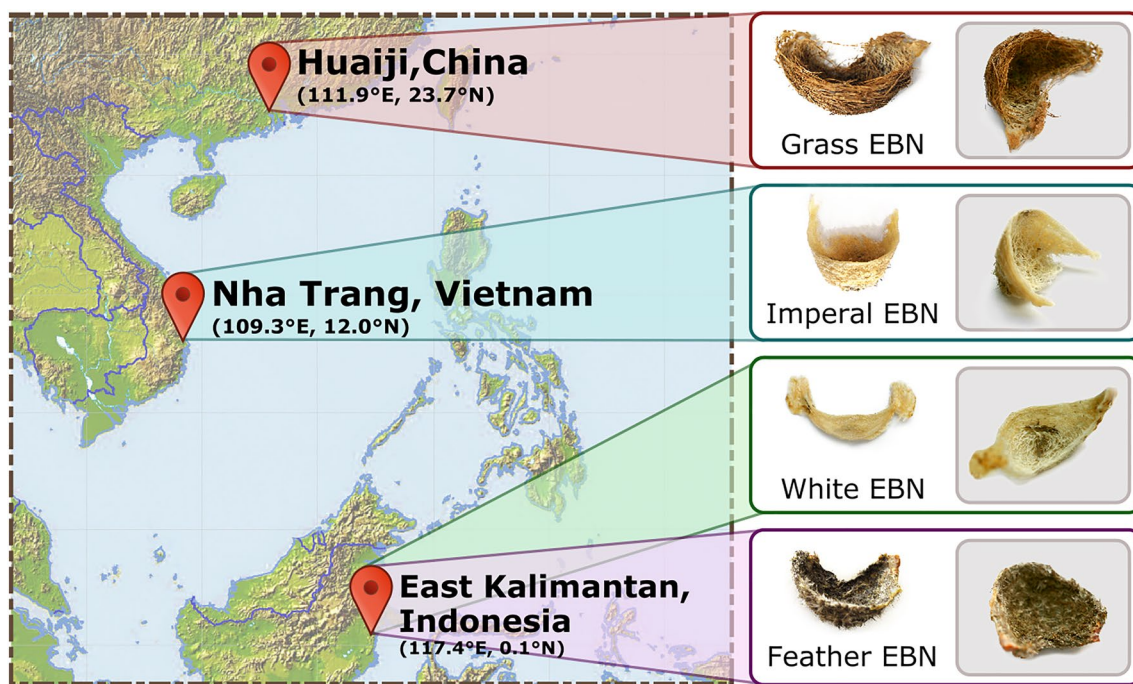 Huaiji,China
(111.9°E, 23.7°N)
Grass EBN
Nha Trang, Vietnam
(109.3°E, 12.0°N)
Imperal EBN
White EBN
East Kalimantan,
Indonesia
(117.4°E, 0.1°N)
Feather EBN